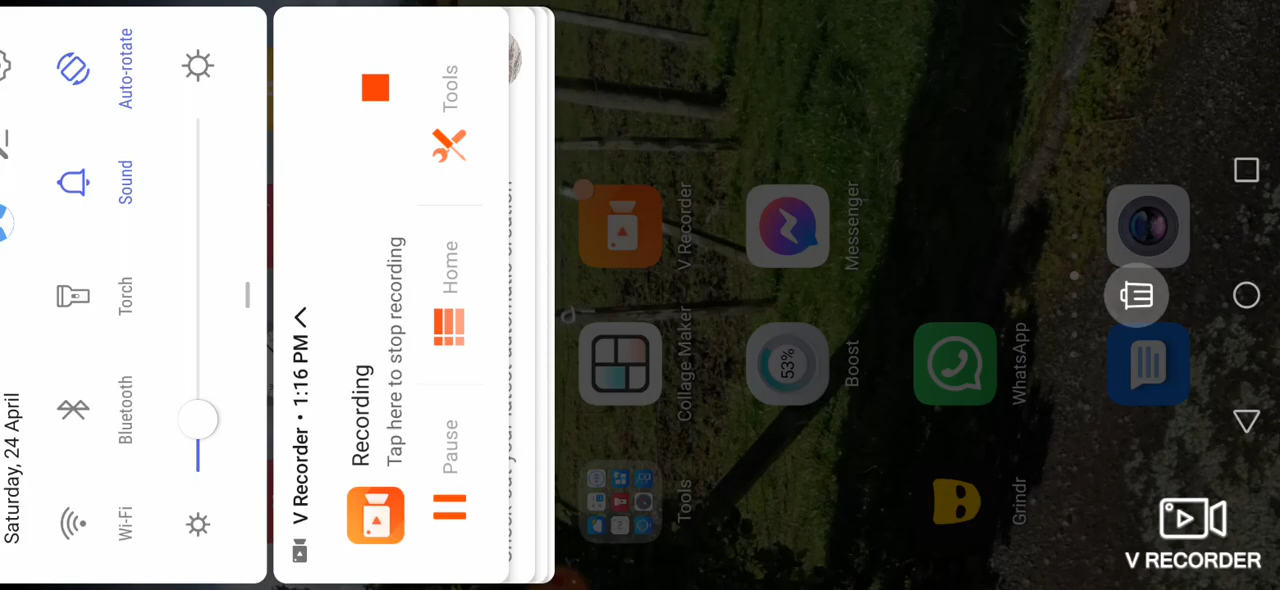 Saturday, 24 April
Wi-Fi
Bluetooth
Torch
Sound
Auto-rotate
V Recorder • 1:16 PM
Recording
Tap here to stop recording
Pause
Home
Tools
Tools
Collage Maker
V Recorder
53%
Boost
Messenger
Grindr
WhatsApp
V RECORDER